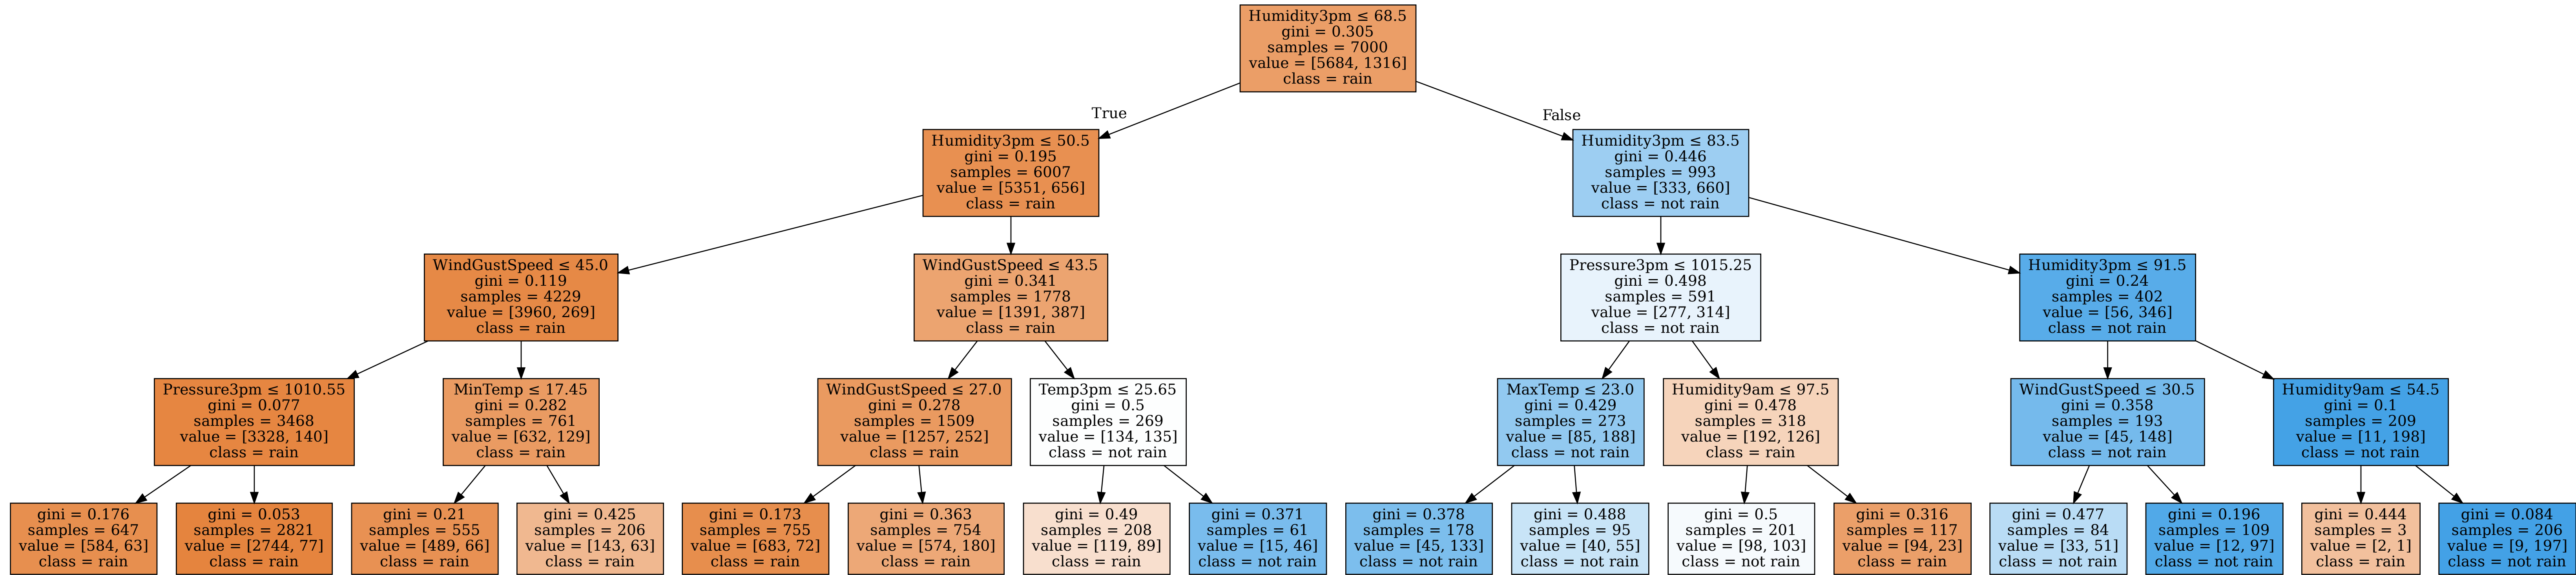 Humidity3pm ≤ 68.5
gini = 0.305
samples = 7000
value = [5684, 1316]
class = rain
True
False
Humidity3pm ≤ 50.5
gini = 0.195
samples = 6007
value = [5351, 656]
class = rain
Humidity3pm ≤ 83.5
gini = 0.446
samples = 993
value = [333, 660]
class = not rain
WindGustSpeed ≤ 45.0
gini = 0.119
samples = 4229
value = [3960, 269]
class = rain
WindGustSpeed ≤ 43.5
gini = 0.341
samples = 1778
value = [1391, 387]
class = rain
Pressure3pm ≤ 1015.25
gini = 0.498
samples = 591
value = [277, 314]
class = not rain
Humidity3pm ≤ 91.5
gini = 0.24
samples = 402
value = [56, 346]
class = not rain
Pressure3pm ≤ 1010.55
gini = 0.077
samples = 3468
value = [3328, 140]
class = rain
MinTemp ≤ 17.45
gini = 0.282
samples = 761
value = [632, 129]
class = rain
WindGustSpeed ≤ 27.0
gini = 0.278
samples = 1509
value = [1257, 252]
class = rain
Temp3pm ≤ 25.65
gini = 0.5
samples = 269
value = [134, 135]
class = not rain
MaxTemp ≤ 23.0
gini = 0.429
samples = 273
value = [85, 188]
class = not rain
Humidity9am ≤ 97.5
gini = 0.478
samples = 318
value = [192, 126]
class = rain
WindGustSpeed ≤ 30.5
gini = 0.358
samples = 193
value = [45, 148]
class = not rain
Humidity9am ≤ 54.5
gini = 0.1
samples = 209
value = [11, 198]
class = not rain
gini = 0.176
samples = 647
value = [584, 63]
class = rain
gini = 0.053
samples = 2821
value = [2744, 77]
class = rain
gini = 0.21
samples = 555
value = [489, 66]
class = rain
gini = 0.425
samples = 206
value = [143, 63]
class = rain
gini = 0.173
samples = 755
value = [683, 72]
class = rain
gini = 0.363
samples = 754
value = [574, 180]
class = rain
gini = 0.49
samples = 208
value = [119, 89]
class = rain
gini = 0.371
samples = 61
value = [15, 46]
class = not rain
gini = 0.378
samples = 178
value = [45, 133]
class = not rain
gini = 0.488
samples = 95
value = [40, 55]
class = not rain
gini = 0.5
samples = 201
value = [98, 103]
class = not rain
gini = 0.316
samples = 117
value = [94, 23]
class = rain
gini = 0.477
samples = 84
value = [33, 51]
class = not rain
gini = 0.196
samples = 109
value = [12, 97]
class = not rain
gini = 0.444
samples = 3
value = [2, 1]
class = rain
gini = 0.084
samples = 206
value = [9, 197]
class = not rain